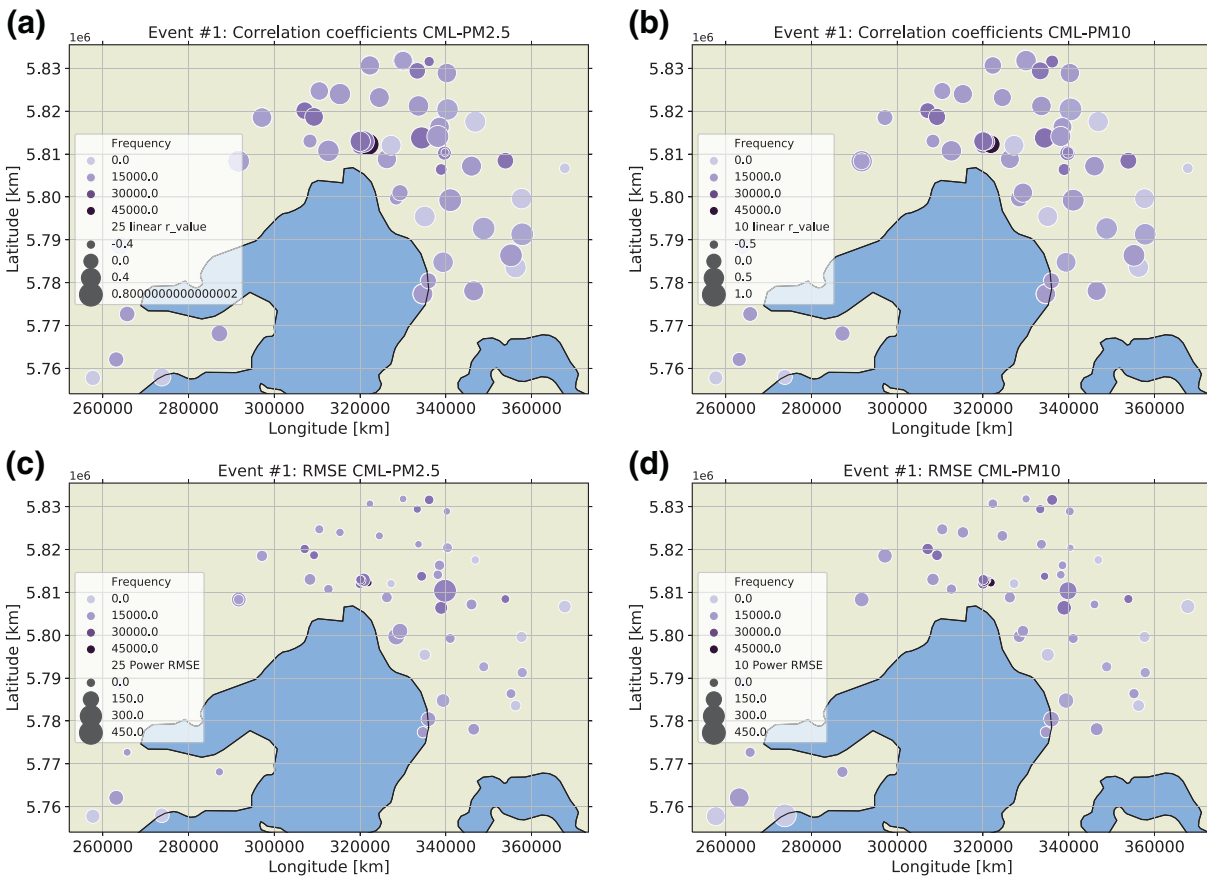 (a)
Event #1: Correlation coefficients CML-PM2.5
1e6
5.83
5.82
5.81
5.80
5.79
5.78
5.77
5.76
Latitude [km]
Frequency
0.0
15000.0
30000.0
45000.0
25 linear r_value
-0.4
0.0
0.4
0.8000000000000002
260000 280000 300000 320000 340000 360000
Longitude [km]
(b)
Event #1: Correlation coefficients CML-PM10
1e6
5.83
5.82
5.81
5.80
5.79
5.78
5.77
5.76
Latitude [km]
Frequency
0.0
15000.0
30000.0
45000.0
10 linear r_value
-0.5
0.0
0.5
1.0
260000 280000 300000 320000 340000 360000
Longitude [km]
(c)
Event #1: RMSE CML-PM2.5
1e6
5.83
5.82
5.81
5.80
5.79
5.78
5.77
5.76
Latitude [km]
Frequency
0.0
15000.0
30000.0
45000.0
25 Power RMSE
0.0
150.0
300.0
450.0
260000 280000 300000 320000 340000 360000
Longitude [km]
(d)
Event #1: RMSE CML-PM10
1e6
5.83
5.82
5.81
5.80
5.79
5.78
5.77
5.76
Latitude [km]
Frequency
0.0
15000.0
30000.0
45000.0
10 Power RMSE
0.0
150.0
300.0
450.0
260000 280000 300000 320000 340000 360000
Longitude [km]